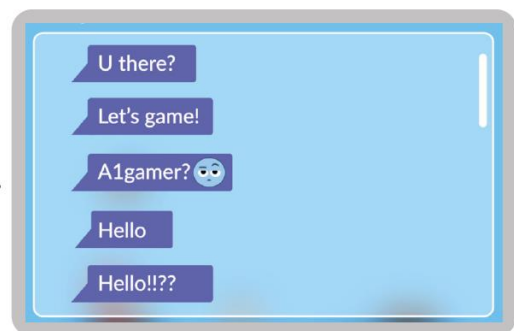 U there?
Let's game!
A1gamer?
Hello
Hello!!??